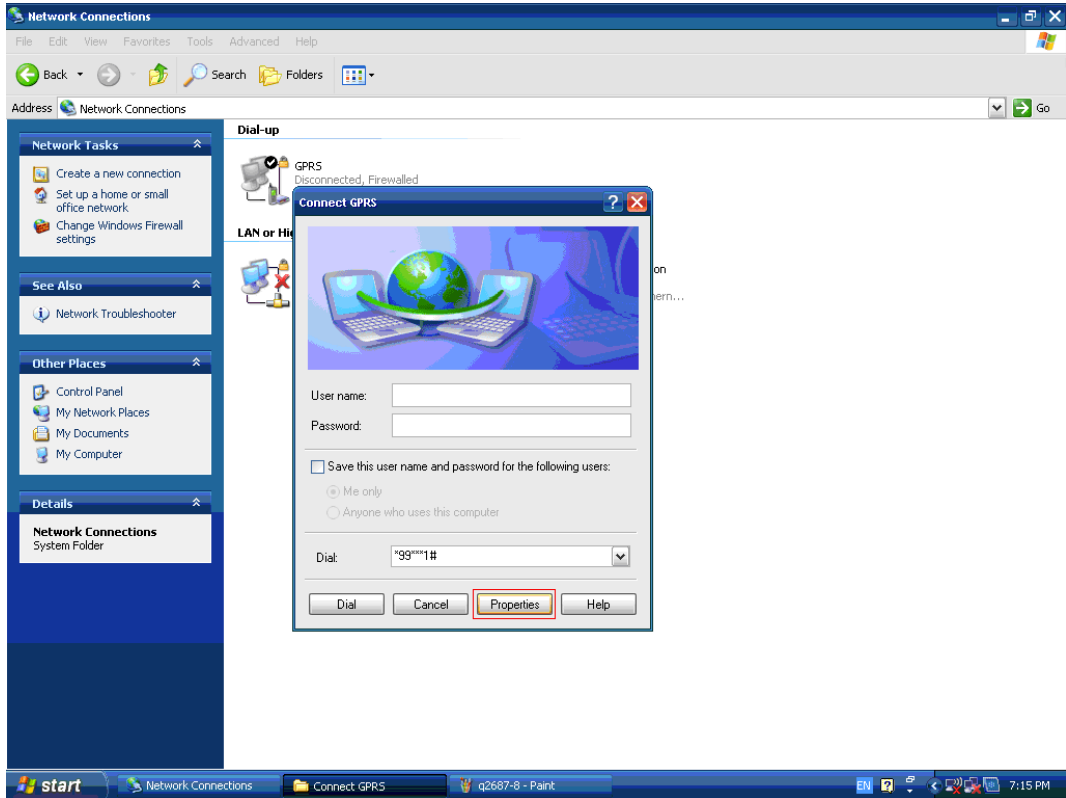 Network Connections
File Edit View Favorites Tools Advanced Help
Back Search Folders
Address Network Connections Go
Network Tasks
Create a new connection
Set up a home or small
office network
Change Windows Firewall
settings
See Also
Network Troubleshooter
Other Places
Control Panel
My Network Places
My Documents
My Computer
Details
Network Connections
System Folder
Dial-up
GPRS
Disconnected, Firewalled
LAN or Hi
on
ern...
Connect GPRS
User name:
Password:
Save this user name and password for the following users:
Me only
Anyone who uses this computer
Dial: *99***1#
Dial Cancel Properties Help
start Network Connections Connect GPRS q2687-8 - Paint EN 7:15 PM